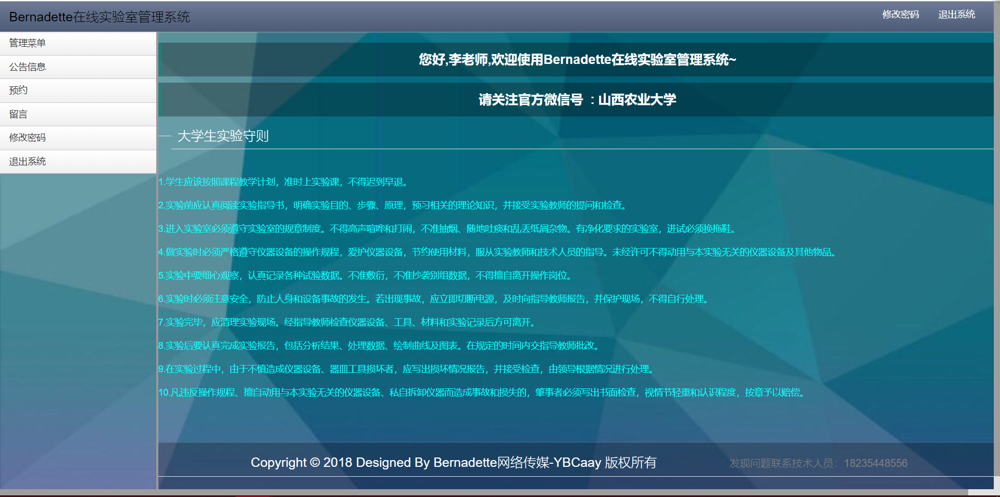 Bernadette在线实验室管理系统
修改密码 退出系统
管理菜单
公告信息
预约
留言
修改密码
退出系统
您好,李老师,欢迎使用Bernadette在线实验室管理系统~
请关注官方微信号 : 山西农业大学
大学生实验守则
1.学生应该按照课程教学计划，准时上实验课，不得迟到早退。
2.实验前应认真阅读实验指导书，明确实验目的、步骤、原理，预习相关的理论知识，并接受实验教师的提问和检查。
3.进入实验室必须遵守实验室的规章制度。不得高声喧哗和打闹，不准抽烟、随地吐痰和乱丢纸屑杂物。有净化要求的实验室，进试必须换拖鞋。
4.做实验时必须严格遵守仪器设备的操作规程，爱护仪器设备，节约使用材料，服从实验教师和技术人员的指导。未经许可不得动用与本实验无关的仪器设备及其他物品。
5.实验中要细心观察，认真记录各种试验数据。不准敷衍，不准抄袭别组数据，不得擅自离开操作岗位。
6.实验时必须注意安全，防止人身和设备事故的发生。若出现事故，应立即切断电源，及时向指导教师报告，并保护现场，不得自行处理。
7.实验完毕，应清理实验现场。经指导教师检查仪器设备、工具、材料和实验记录后方可离开。
8.实验后要认真完成实验报告，包括分析结果、处理数据、绘制曲线及图表。在规定的时间内交指导教师批改。
9.在实验过程中，由于不慎造成仪器设备、器皿工具损坏者，应写出损坏情况报告，并接受检查，由领导根据情况进行处理。
10.凡违反操作规程、擅自动用与本实验无关的仪器设备、私自拆卸仪器而造成事故和损失的，肇事者必须写出书面检查，视情节轻重和认识程度，按章予以赔偿。
Copyright © 2018 Designed By Bernadette网络传媒-YBCaay 版权所有
发现问题联系技术人员：18235448556